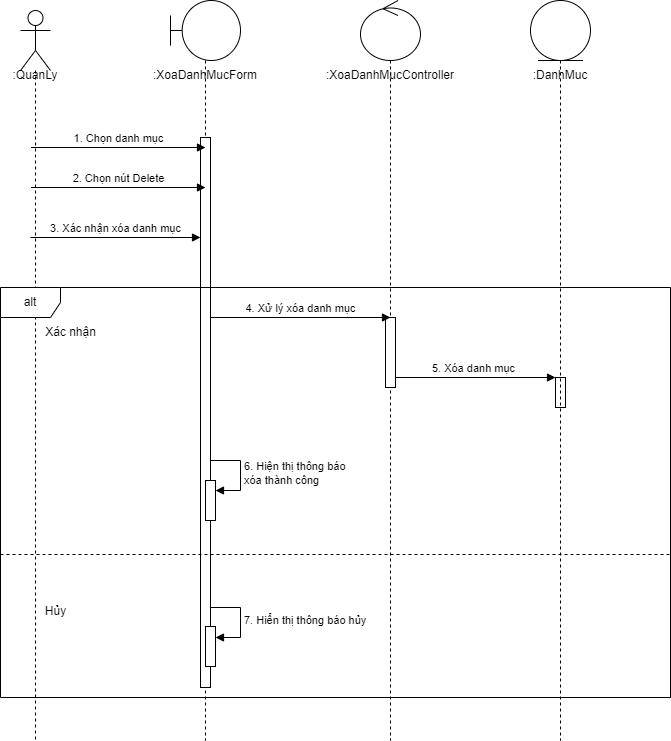 :QuanLy
:XoaDanhMucForm
:XoaDanhMucController
:DanhMuc
1. Chọn danh mục
2. Chọn nút Delete
3. Xác nhận xóa danh mục
alt
4. Xử lý xóa danh mục
Xác nhận
5. Xóa danh mục
6. Hiện thị thông báo
xóa thành công
Hủy
7. Hiển thị thông báo hủy